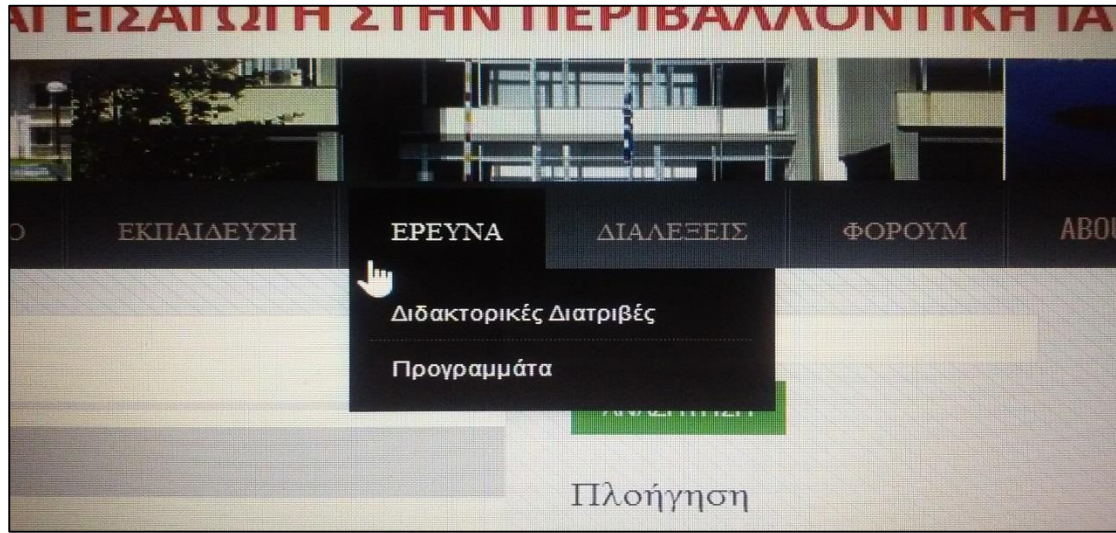 ΕΙΣΑΓΩΓΗ ΣΤΗΝ ΠΕΡΙΒΑΛΛΟΝΤΙΚΗ
ΕΚΠΑΙΔΕΥΣΗ ΕΡΕΥΝΑ ΔΙΑΛΕΞΕΙΣ ΦΟΡΟΥΜ
Διδακτορικές Διατριβές
Προγραμμάτα
Πλοήγηση